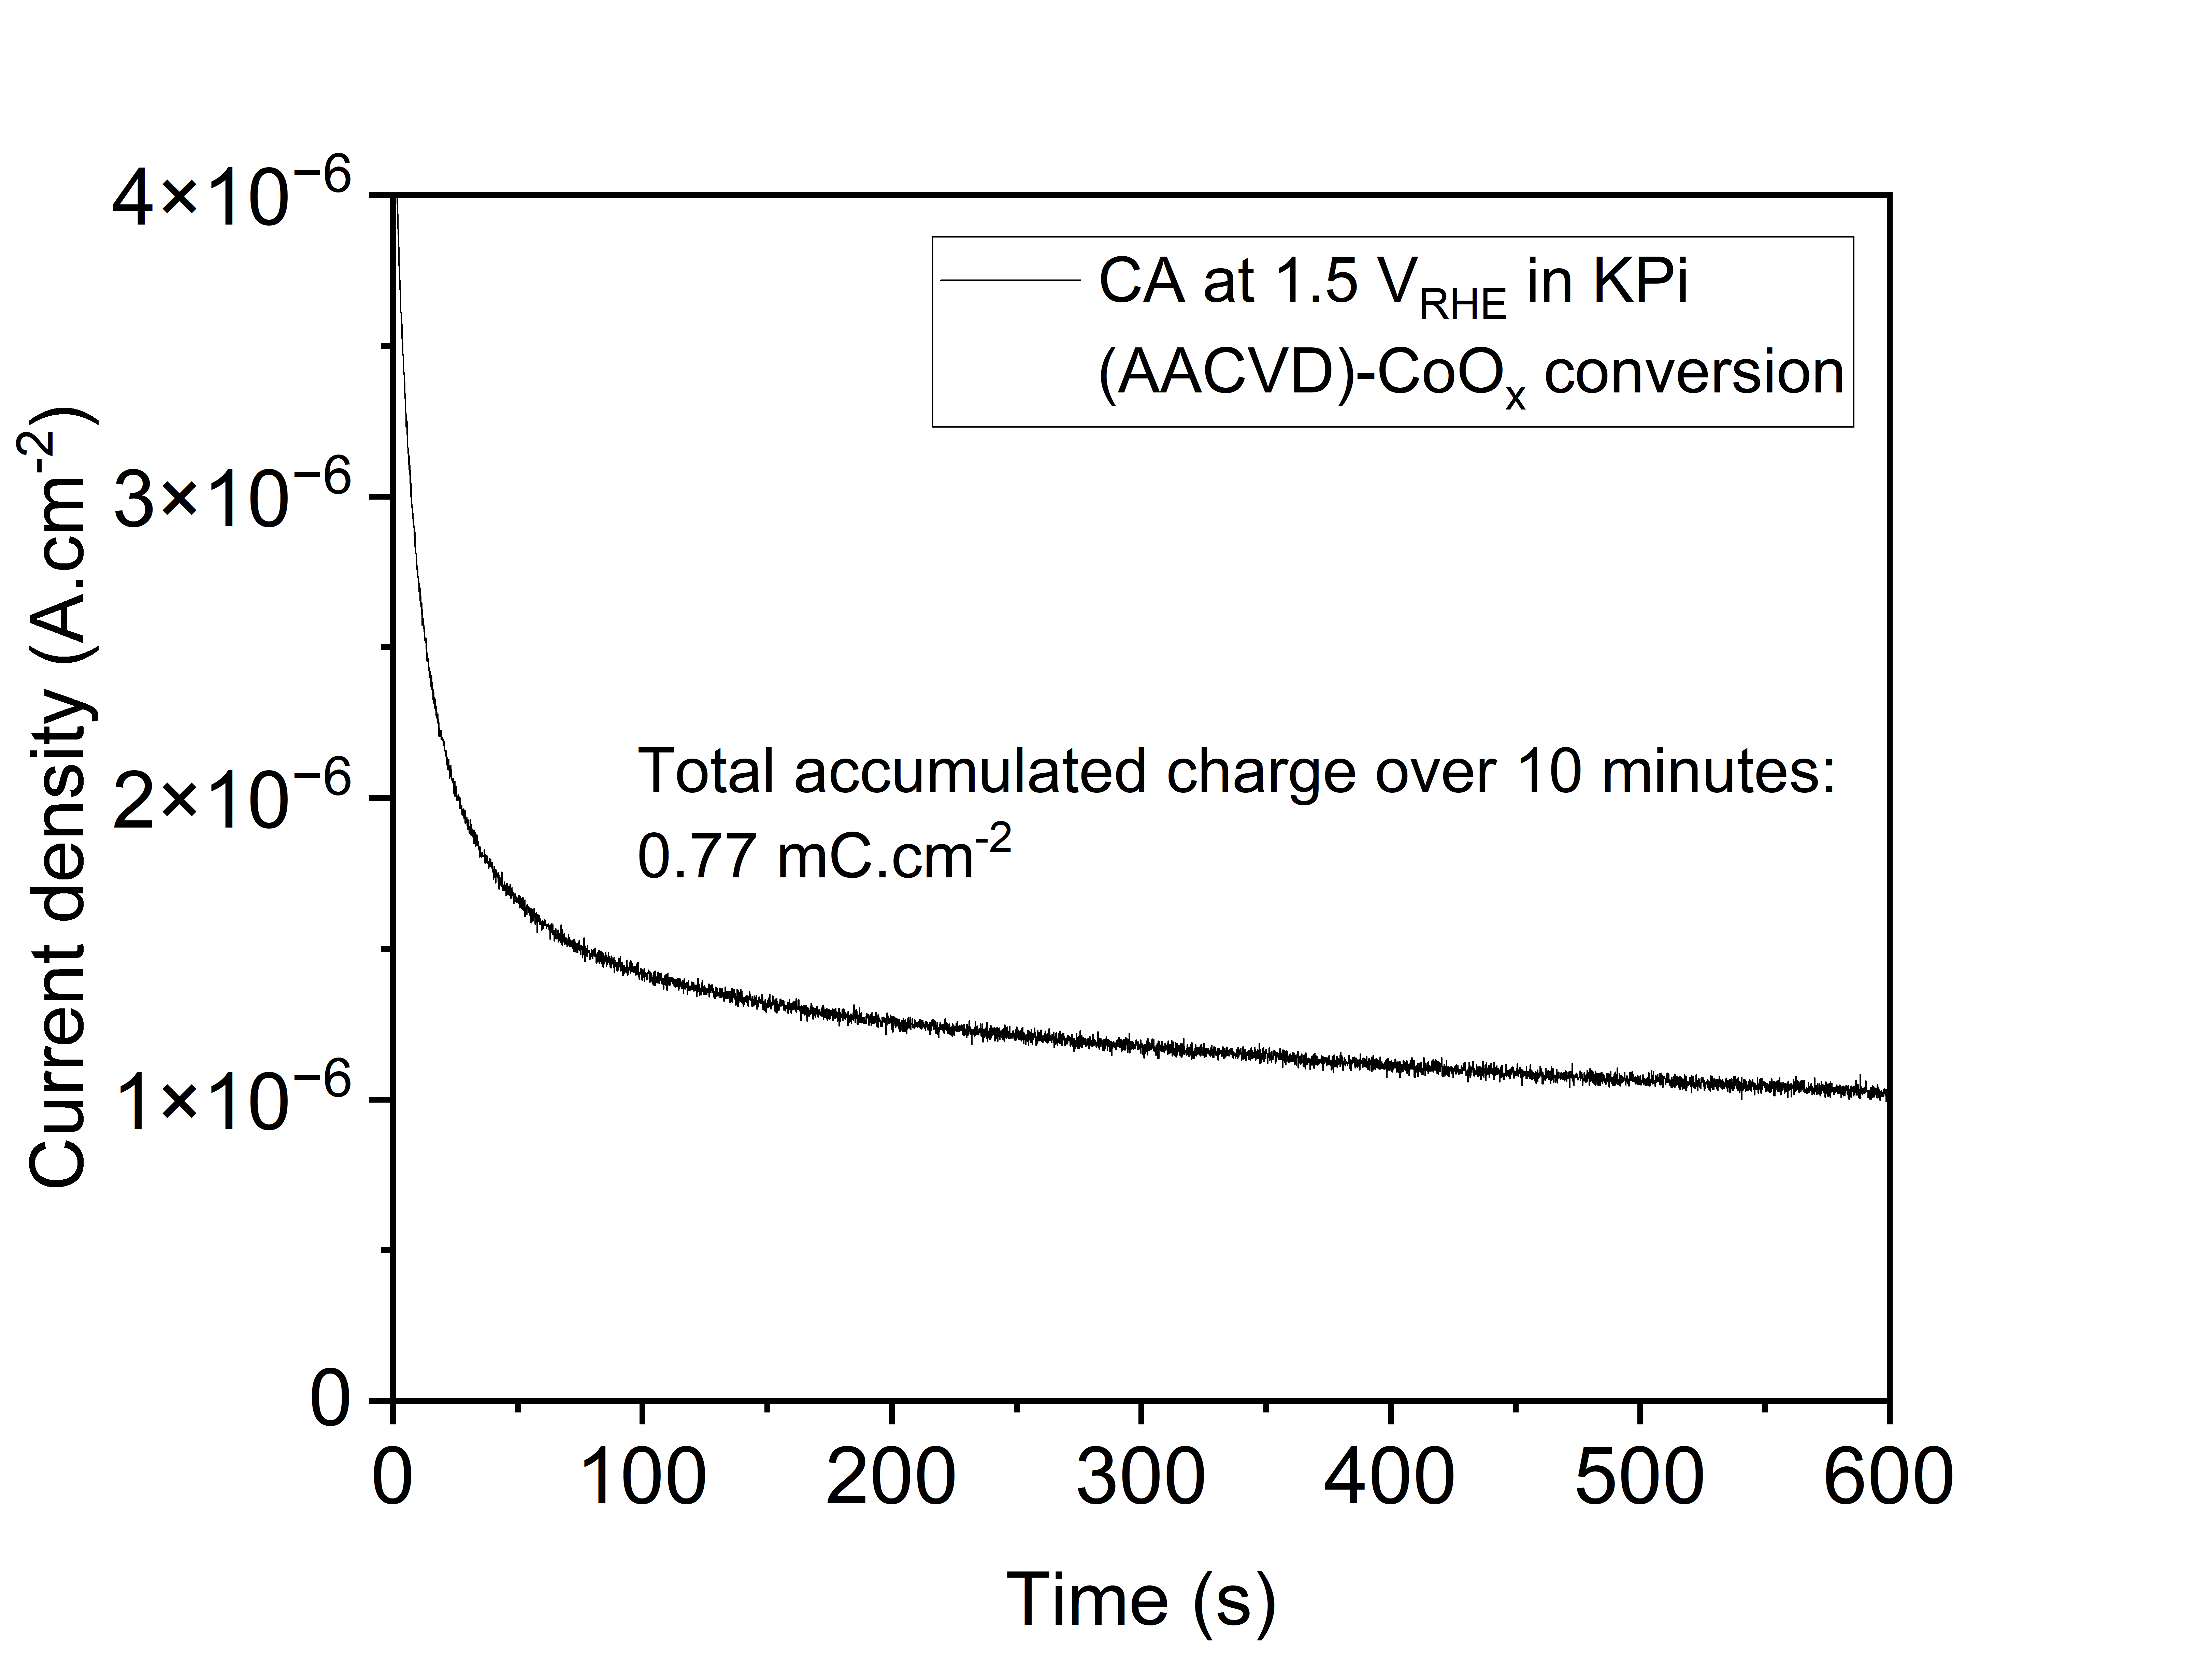 4×10⁻⁶
3×10⁻⁶
2×10⁻⁶
1×10⁻⁶
0
Current density (A.cm⁻²)
CA at 1.5 V_RHE in KPi
(AACVD)-CoOₓ conversion
Total accumulated charge over 10 minutes:
0.77 mC.cm⁻²
0 100 200 300 400 500 600
Time (s)